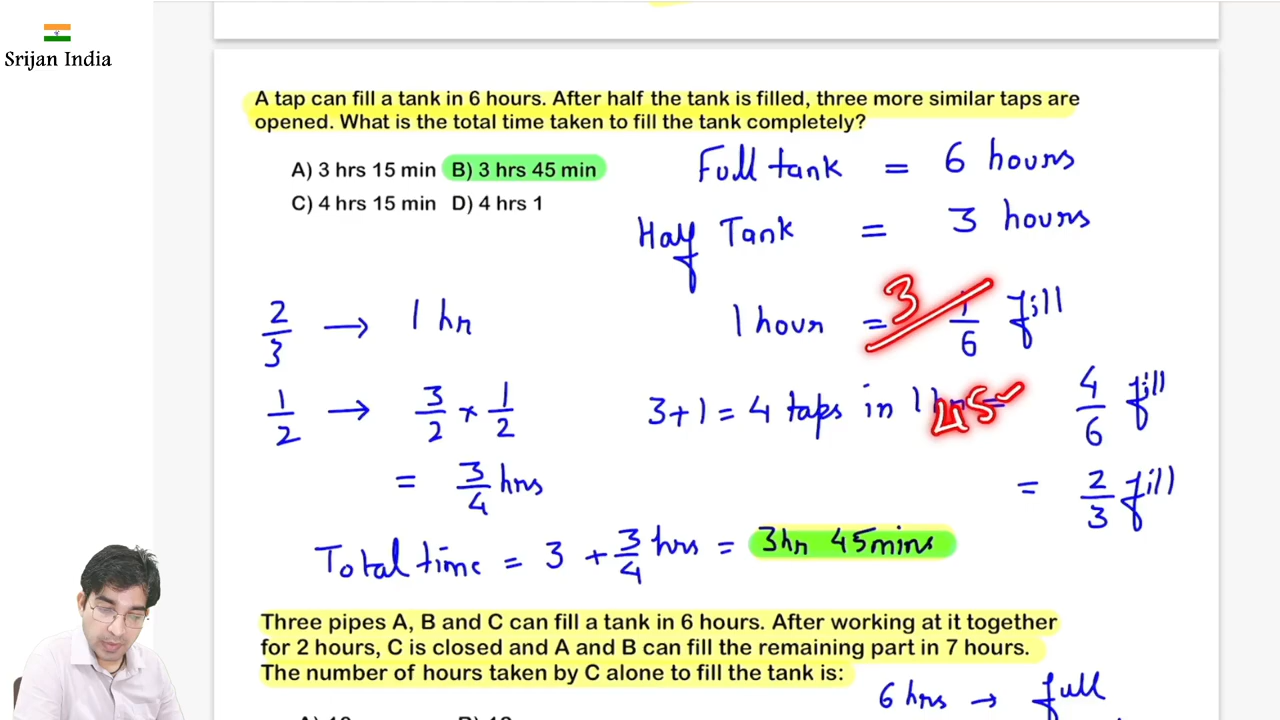 Srijan India
A tap can fill a tank in 6 hours. After half the tank is filled, three more similar taps are
opened. What is the total time taken to fill the tank completely?
A) 3 hrs 15 min B) 3 hrs 45 min
C) 4 hrs 15 min D) 4 hrs 1
Full tank = 6 hours
Half Tank = 3 hours
1 hour = 1/6 fill
3
3+1 = 4 taps in 1 hr = 4/6 fill
45
= 2/3 fill
2/3 → 1 hr
1/2 → 3/2 × 1/2
= 3/4 hrs
Total time = 3 + 3/4 hrs = 3hr 45mins
Three pipes A, B and C can fill a tank in 6 hours. After working at it together
for 2 hours, C is closed and A and B can fill the remaining part in 7 hours.
The number of hours taken by C alone to fill the tank is:
6 hrs → full